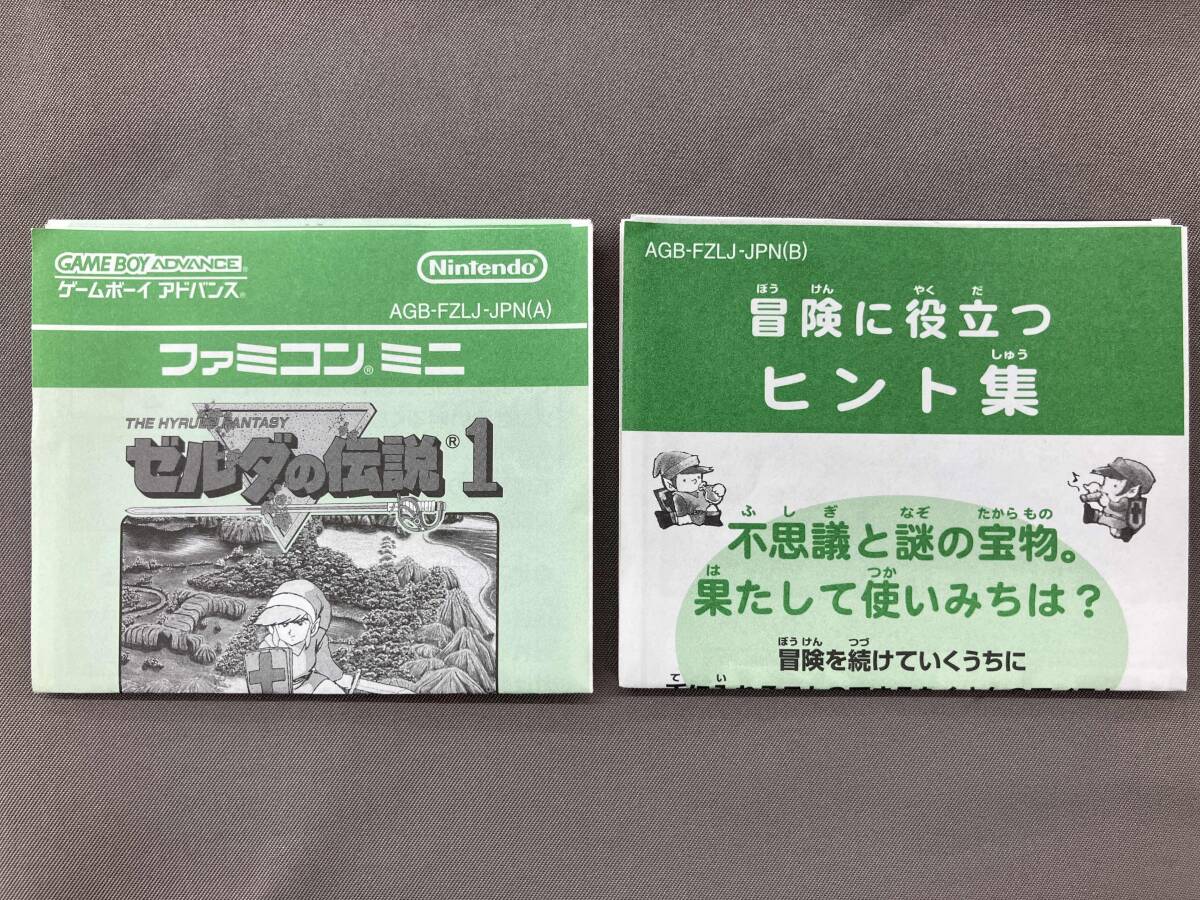 GAME BOY ADVANCE
ゲームボーイ アドバンス®
Nintendo®
AGB-FZLJ-JPN(A)
ファミコン®ミニ
THE HYRULE FANTASY
ゼルダの伝説®1
AGB-FZLJ-JPN(B)
ぼう けん やく だ
冒険に役立つ
しゅう
ヒント集
ふ し ぎ なぞ たから もの
不思議と謎の宝物。
は つか
果たして使いみちは?
ぼう けん つづ
冒険を続けていくうちに
て い